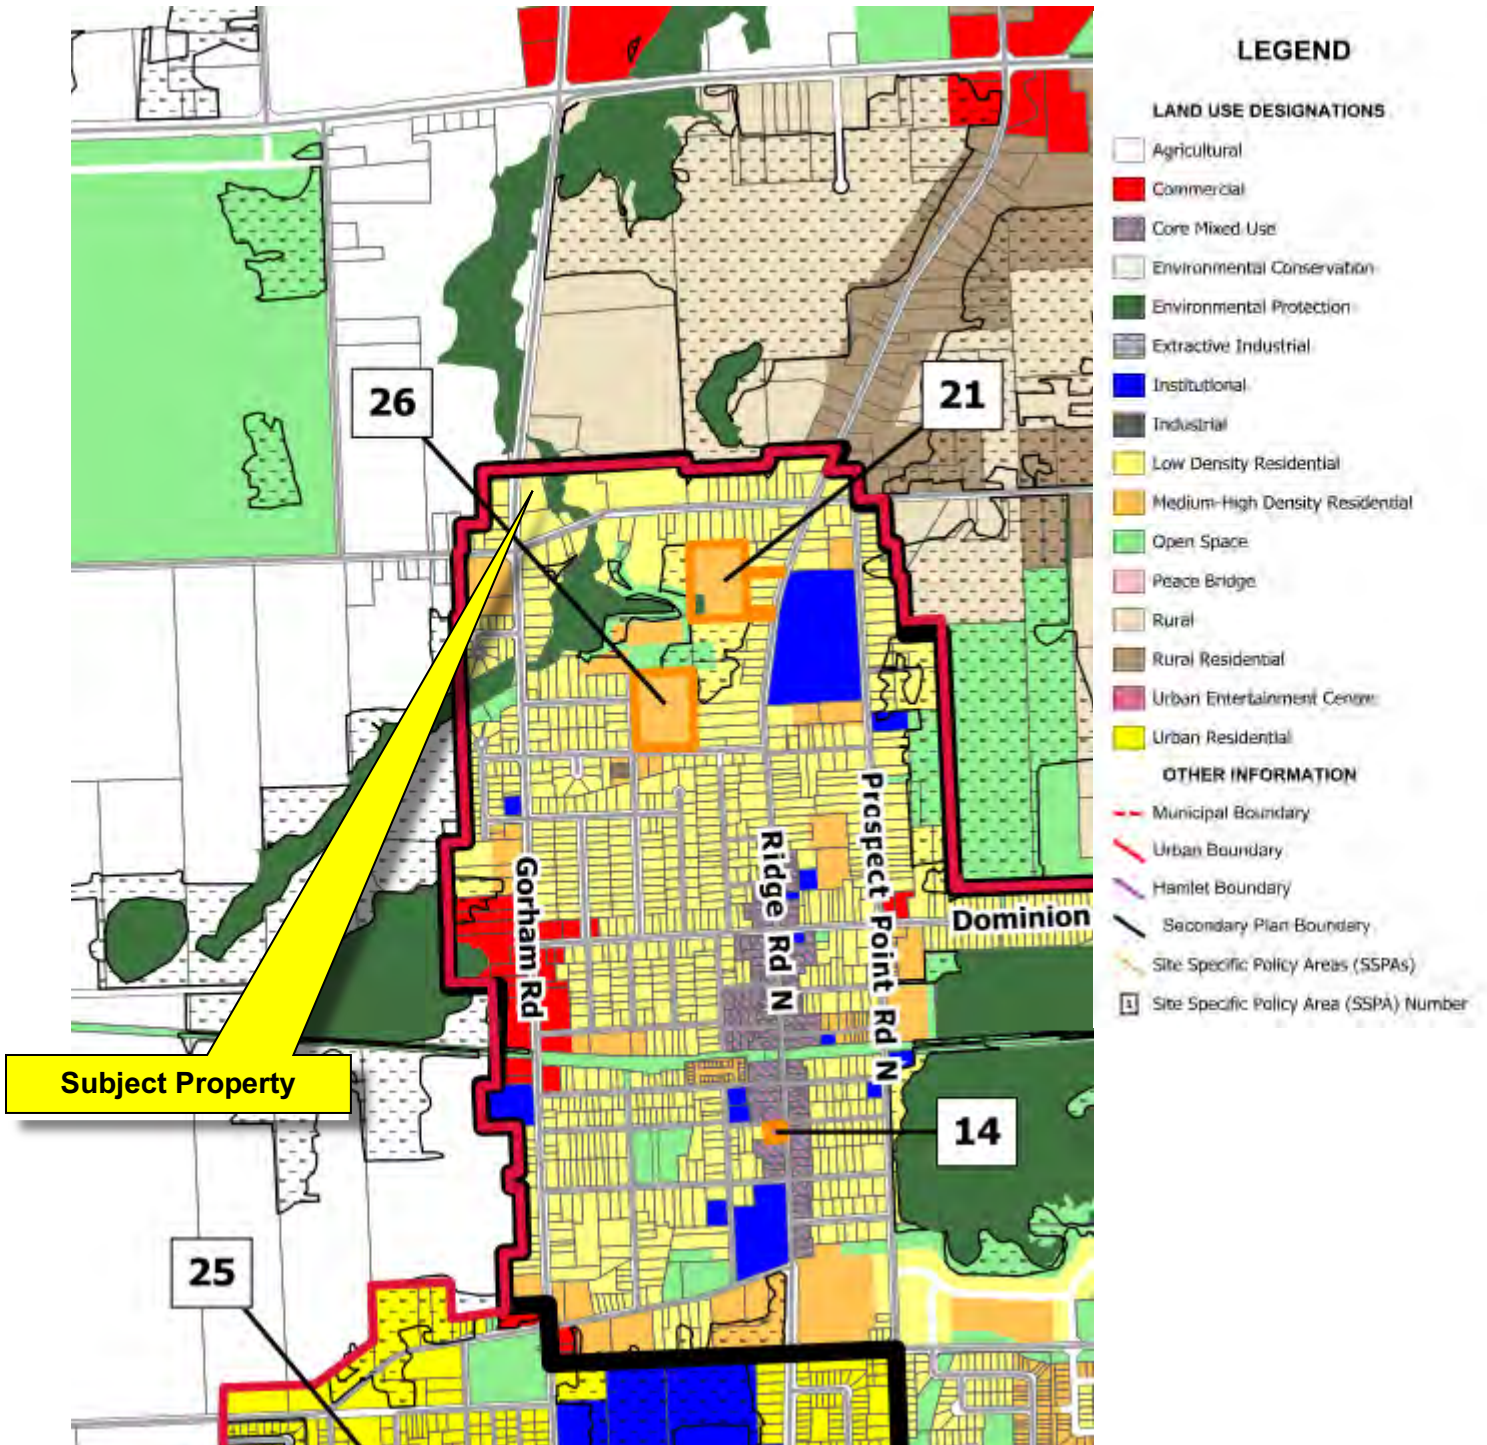 LEGEND
LAND USE DESIGNATIONS
Agricultural
Commercial
Core Mixed Use
Environmental Conservation
Environmental Protection
Extractive Industrial
Institutional
Industrial
Low Density Residential
Medium-High Density Residential
Open Space
Peace Bridge
Rural
Rural Residential
Urban Entertainment Centre
Urban Residential
OTHER INFORMATION
Municipal Boundary
Urban Boundary
Hamlet Boundary
Secondary Plan Boundary
Site Specific Policy Areas (SSPAs)
1 Site Specific Policy Area (SSPA) Number
26
21
Gorham Rd
Ridge Rd N
Prospect Point Rd N
Dominion
Subject Property
14
25